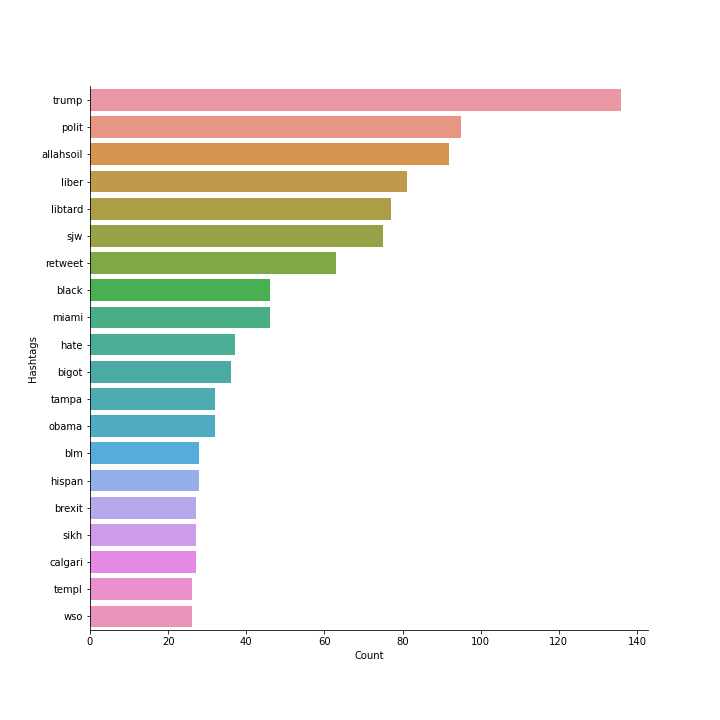 trump
polit
allahsoil
liber
libtard
sjw
retweet
black
miami
hate
bigot
tampa
obama
blm
hispan
brexit
sikh
calgari
templ
wso
Hashtags
0 20 40 60 80 100 120 140
Count